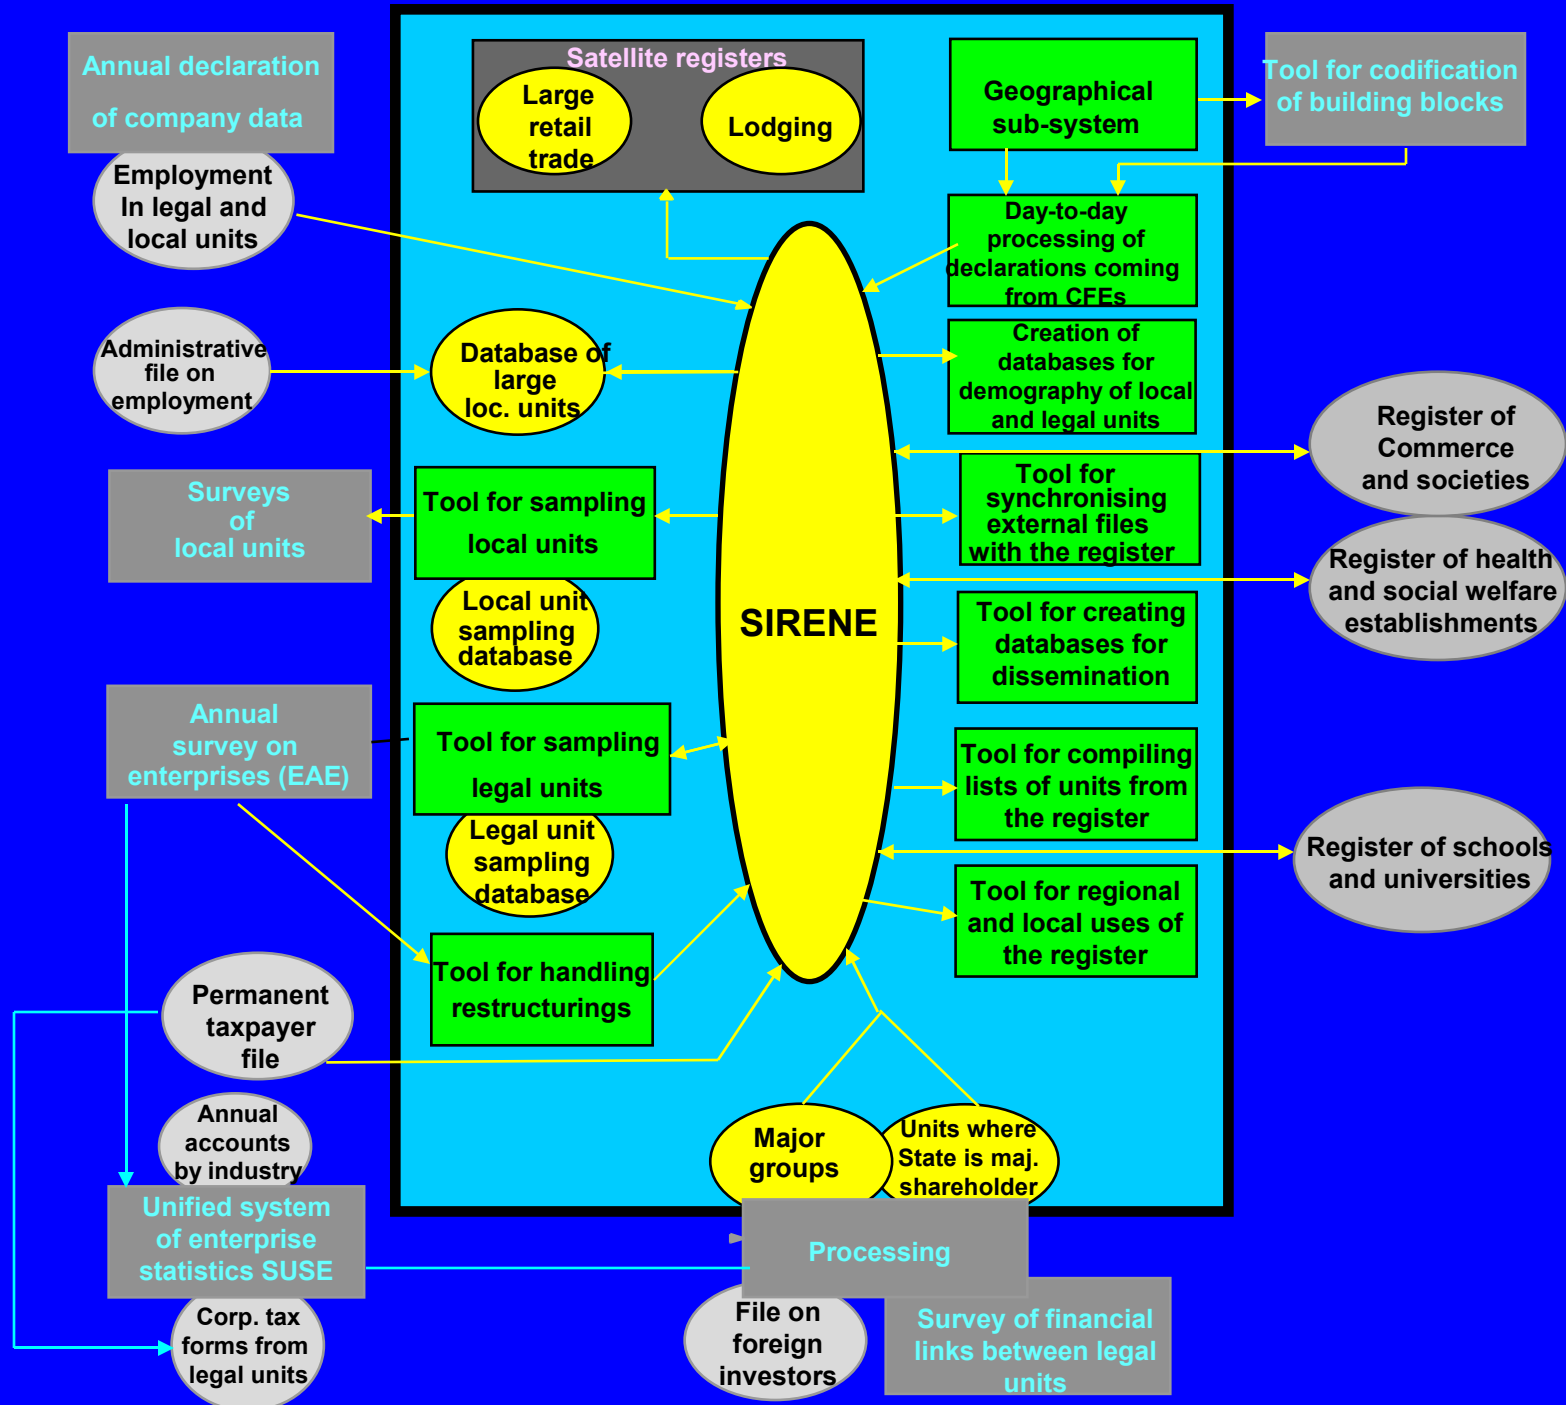 Annual declaration
of company data
Employment
In legal and
local units
Administrative
file on
employment
Surveys
of
local units
Annual
survey on
enterprises (EAE)
Permanent
taxpayer
file
Annual
accounts
by industry
Unified system
of enterprise
statistics SUSE
Corp. tax
forms from
legal units
Satellite registers
Large
retail
trade
Lodging
Database of
large
loc. units
Tool for sampling
local units
Local unit
sampling
database
Tool for sampling
legal units
Legal unit
sampling
database
Tool for handling
restructurings
SIRENE
Major
groups
Units where
State is maj.
shareholder
Processing
File on
foreign
investors
Survey of financial
links between legal
units
Geographical
sub-system
Day-to-day
processing of
declarations coming
from CFEs
Creation of
databases for
demography of local
and legal units
Tool for
synchronising
external files
with the register
Tool for creating
databases for
dissemination
Tool for compiling
lists of units from
the register
Tool for regional
and local uses of
the register
Tool for codification
of building blocks
Register of
Commerce
and societies
Register of health
and social welfare
establishments
Register of schools
and universities